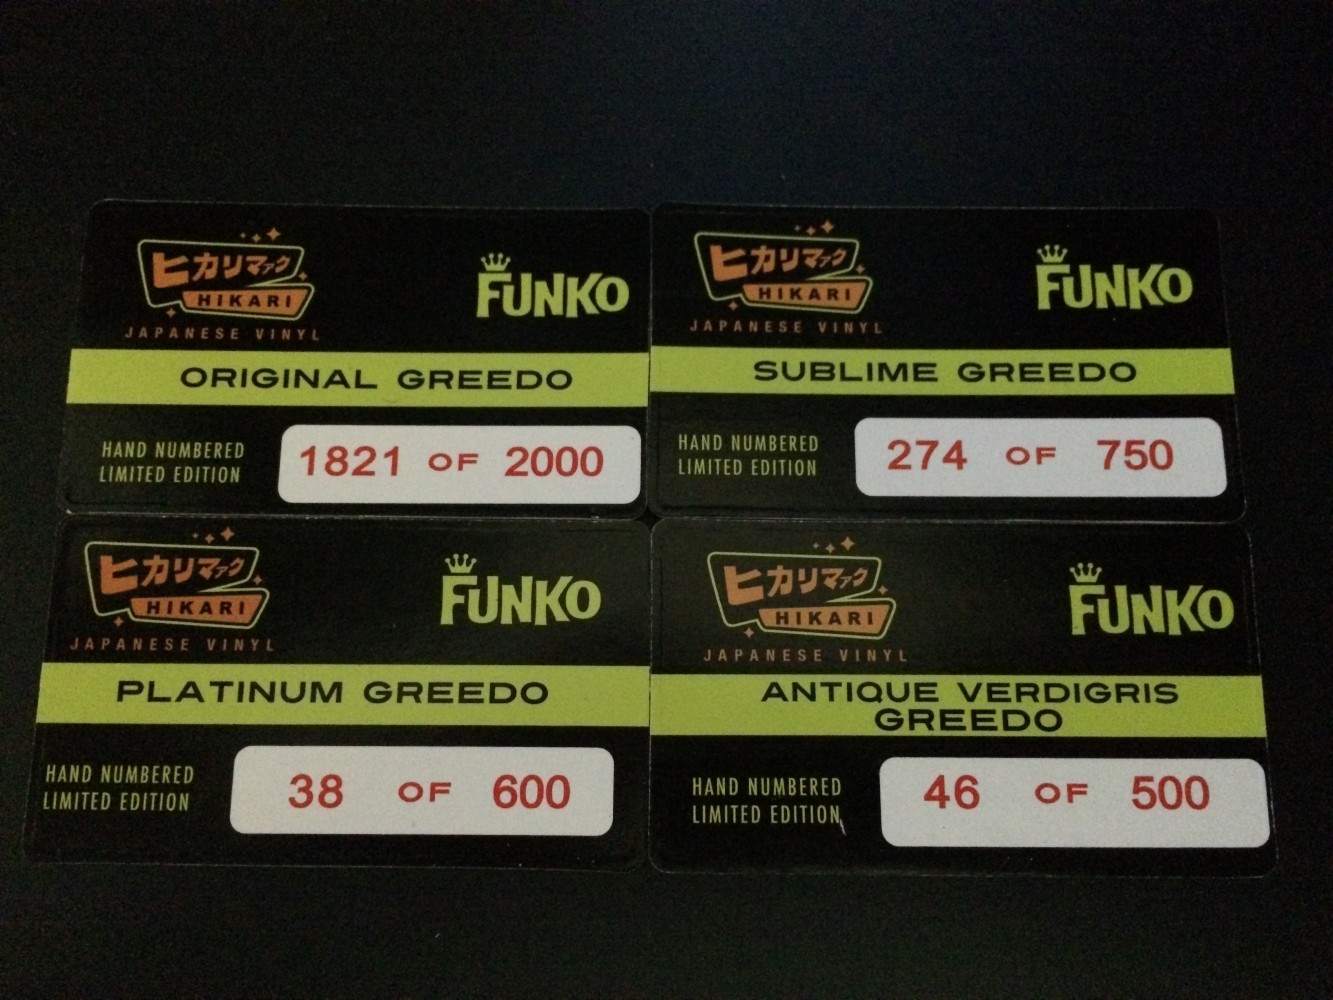 ヒカリマァク
HIKARI
JAPANESE VINYL
FUNKO
ORIGINAL GREEDO
HAND NUMBERED
LIMITED EDITION
1821 OF 2000
ヒカリマァク
HIKARI
JAPANESE VINYL
FUNKO
SUBLIME GREEDO
HAND NUMBERED
LIMITED EDITION
274 OF 750
ヒカリマァク
HIKARI
JAPANESE VINYL
FUNKO
PLATINUM GREEDO
HAND NUMBERED
LIMITED EDITION
38 OF 600
ヒカリマァク
HIKARI
JAPANESE VINYL
FUNKO
ANTIQUE VERDIGRIS
GREEDO
HAND NUMBERED
LIMITED EDITION
46 OF 500